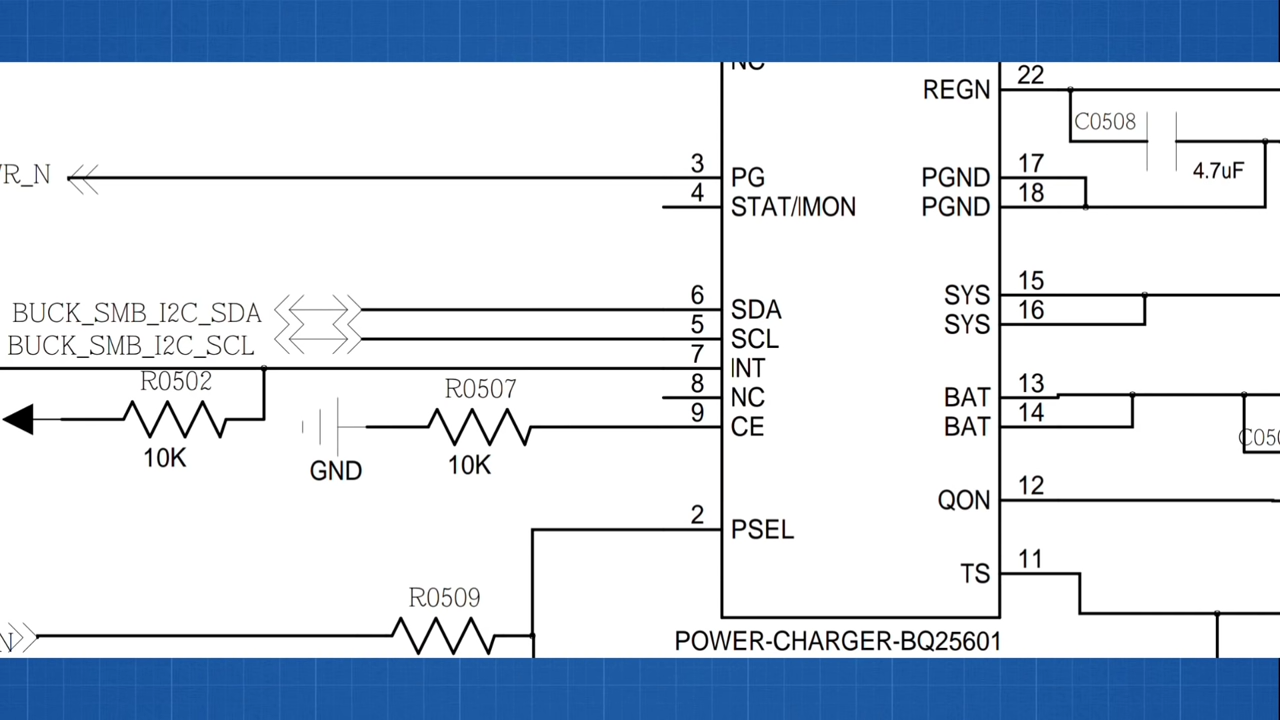 NC
REGN 22
C0508
4.7uF
R_N
3 PG
4 STAT/IMON
PGND 17
PGND 18
BUCK_SMB_I2C_SDA
BUCK_SMB_I2C_SCL
6 SDA
5 SCL
7 INT
8 NC
9 CE
SYS 15
SYS 16
R0502
10K
R0507
10K
GND
BAT 13
BAT 14
QON 12
2 PSEL
TS 11
R0509
N
POWER-CHARGER-BQ25601